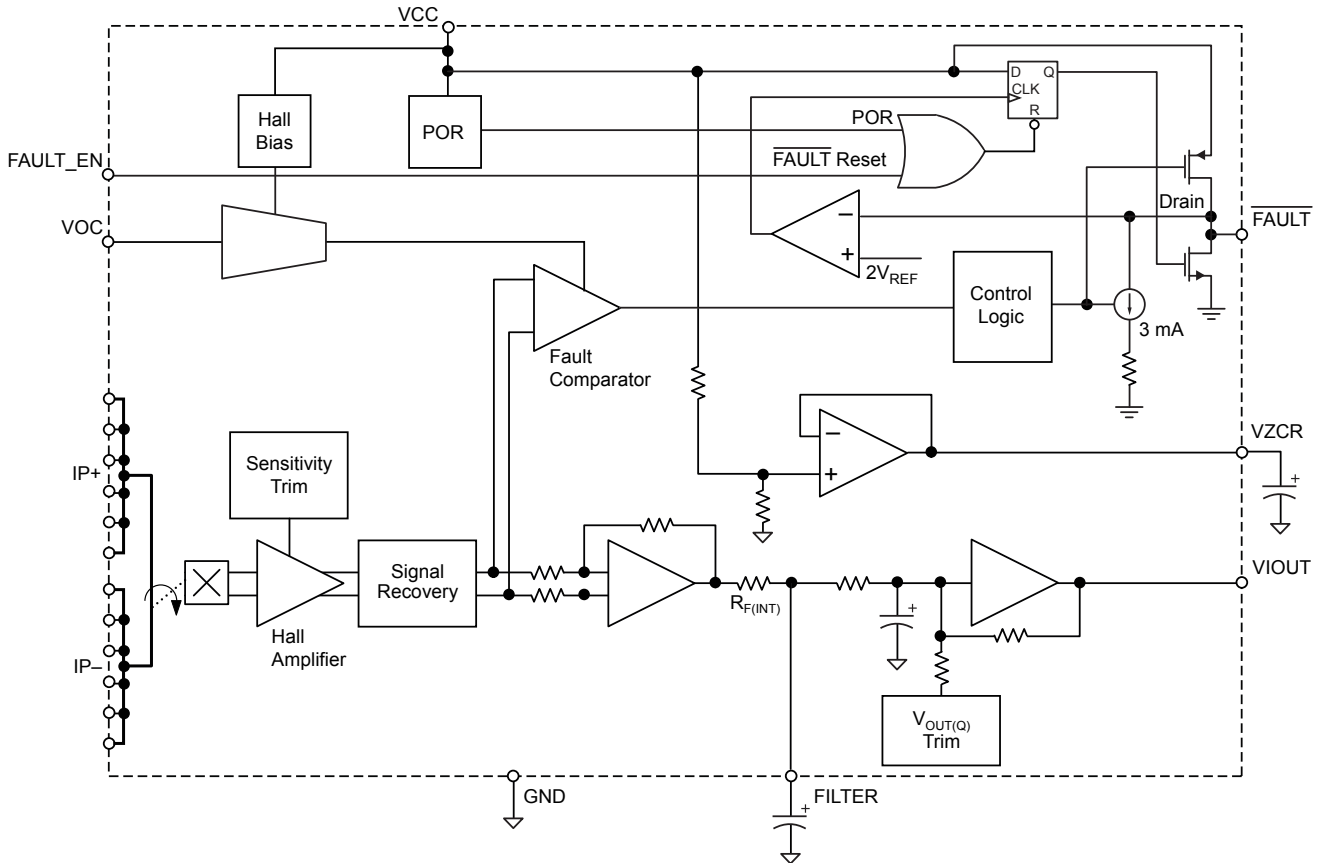 VCC
Hall
Bias
POR
POR
D
Q
CLK
R
FAULT_EN
FAULT Reset
Drain
VOC
FAULT
−
+
2VREF
Control
Logic
3 mA
Fault
Comparator
IP+
Sensitivity
Trim
−
+
VZCR
+
Signal
Recovery
Hall
Amplifier
RF(INT)
+
VIOUT
IP–
VOUT(Q)
Trim
GND
FILTER
+